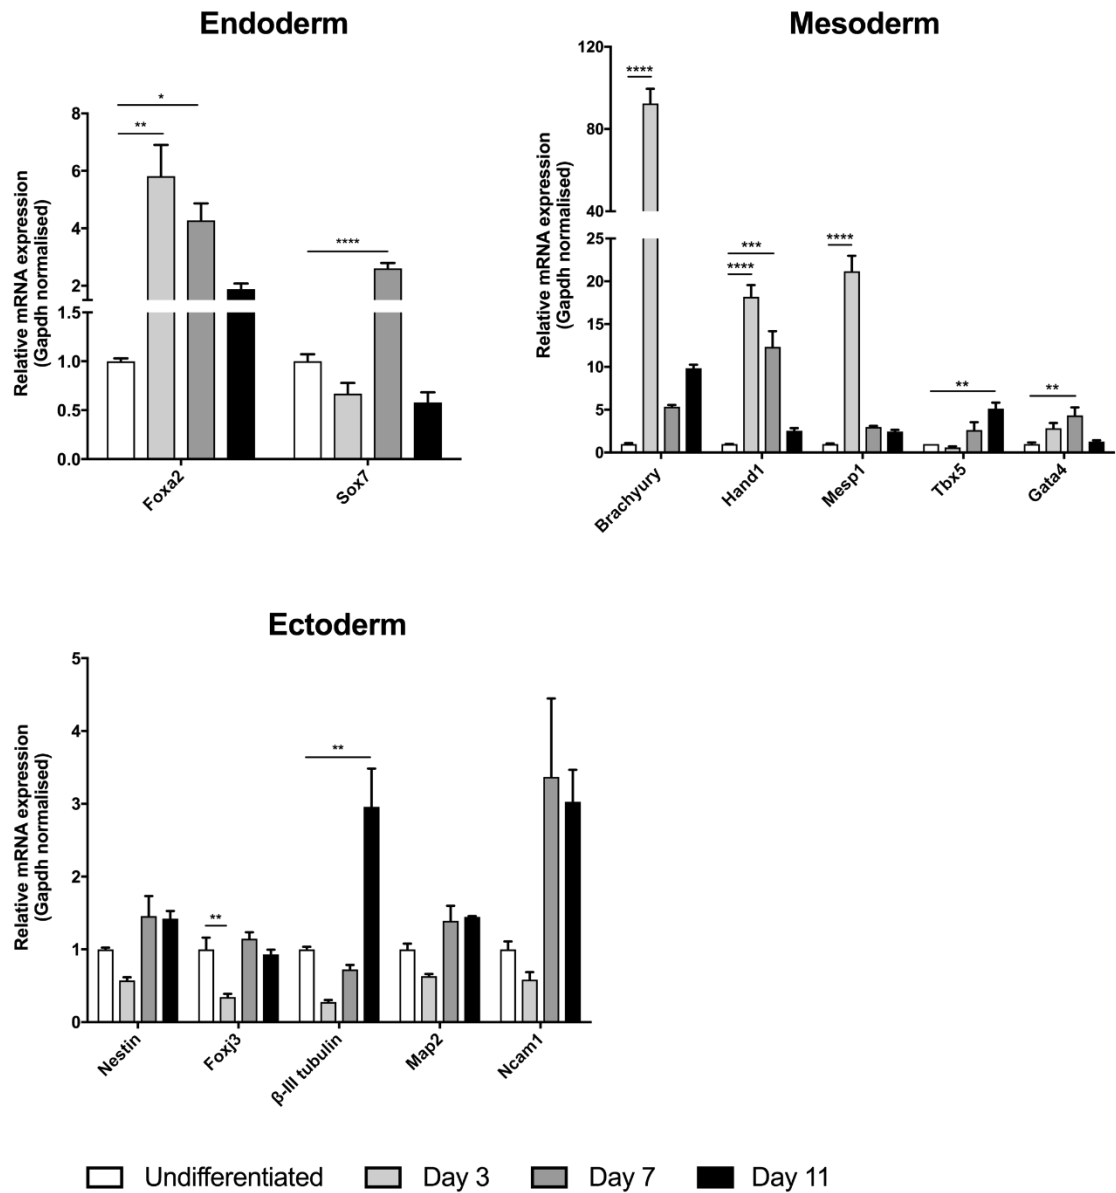 Endoderm
Relative mRNA expression
(Gapdh normalised)
8
6
4
2
1.5
1.0
0.5
0.0
*
**
****
Foxa2
Sox7
Mesoderm
Relative mRNA expression
(Gapdh normalised)
120
80
40
25
20
15
10
5
0
****
***
****
****
**
**
Brachyury
Hand1
Mesp1
Tbx5
Gata4
Ectoderm
Relative mRNA expression
(Gapdh normalised)
5
4
3
2
1
0
**
**
Nestin
Foxj3
β-III tubulin
Map2
Ncam1
Undifferentiated
Day 3
Day 7
Day 11